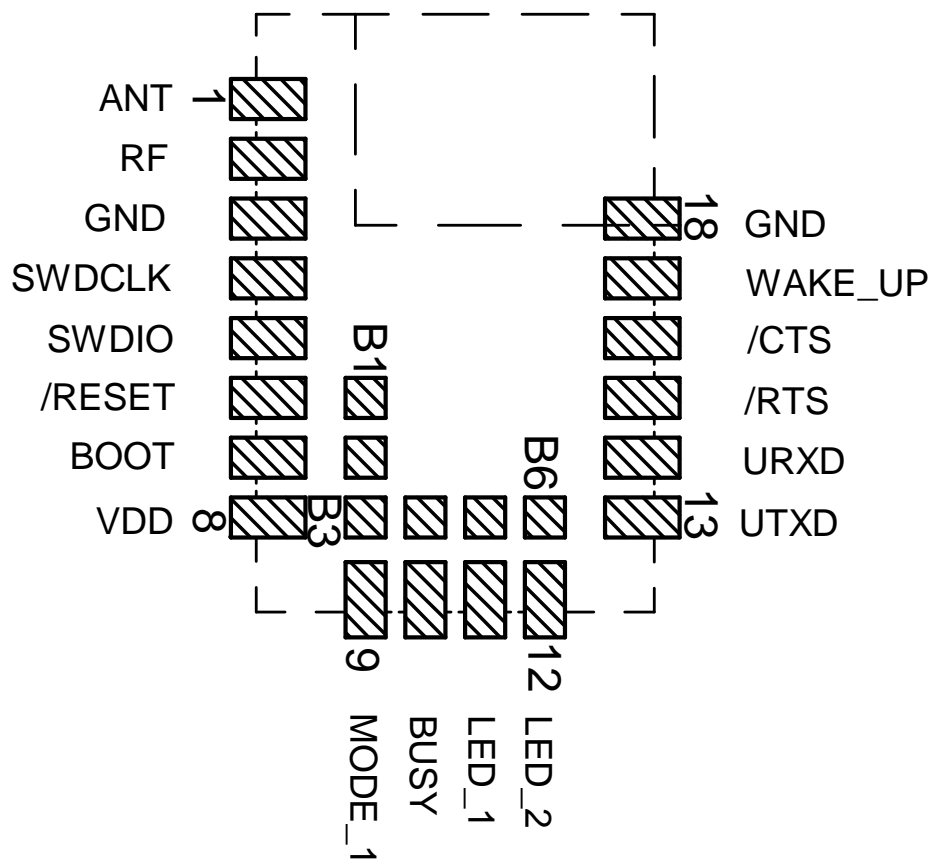 ANT 1
RF
GND
SWDCLK
SWDIO
/RESET
BOOT
VDD 8
B1
B3
B6
18 GND
WAKE_UP
/CTS
/RTS
URXD
13 UTXD
9
12
MODE_1
BUSY
LED_1
LED_2